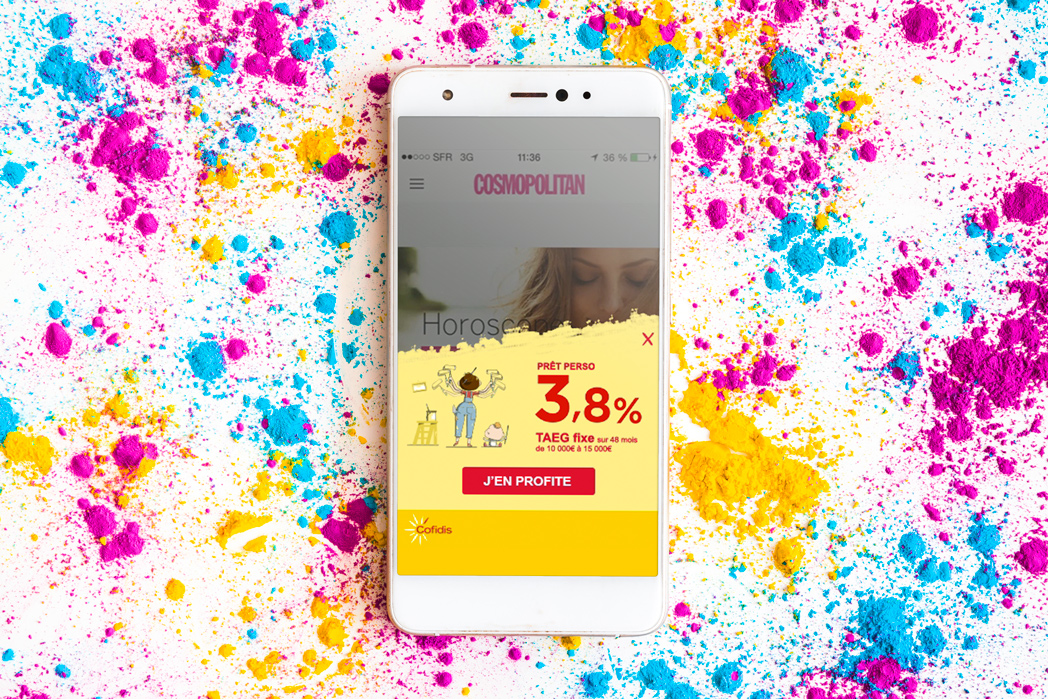 SFR 3G 11:36 36 %
COSMOPOLITAN
Horoscope
PRÊT PERSO
3,8%
TAEG fixe sur 48 mois
de 10 000€ à 15 000€
J'EN PROFITE
Cofidis